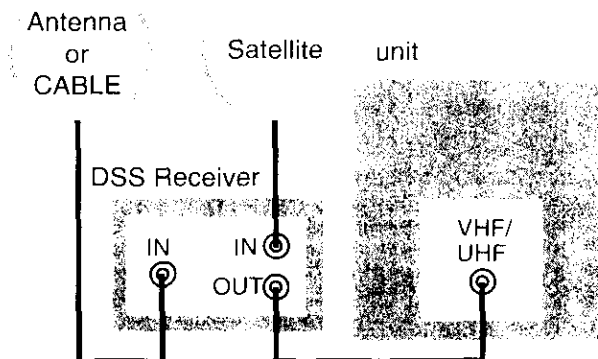 Antenna
or
CABLE
Satellite
unit
DSS Receiver
IN
IN
OUT
VHF/
UHF